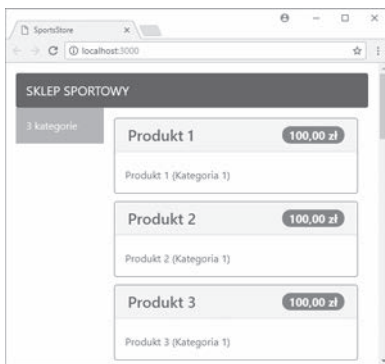 SportsStore
localhost:3000
SKLEP SPORTOWY
3 kategorie
Produkt 1 100,00 zł
Produkt 1 (Kategoria 1)
Produkt 2 100,00 zł
Produkt 2 (Kategoria 1)
Produkt 3 100,00 zł
Produkt 3 (Kategoria 1)